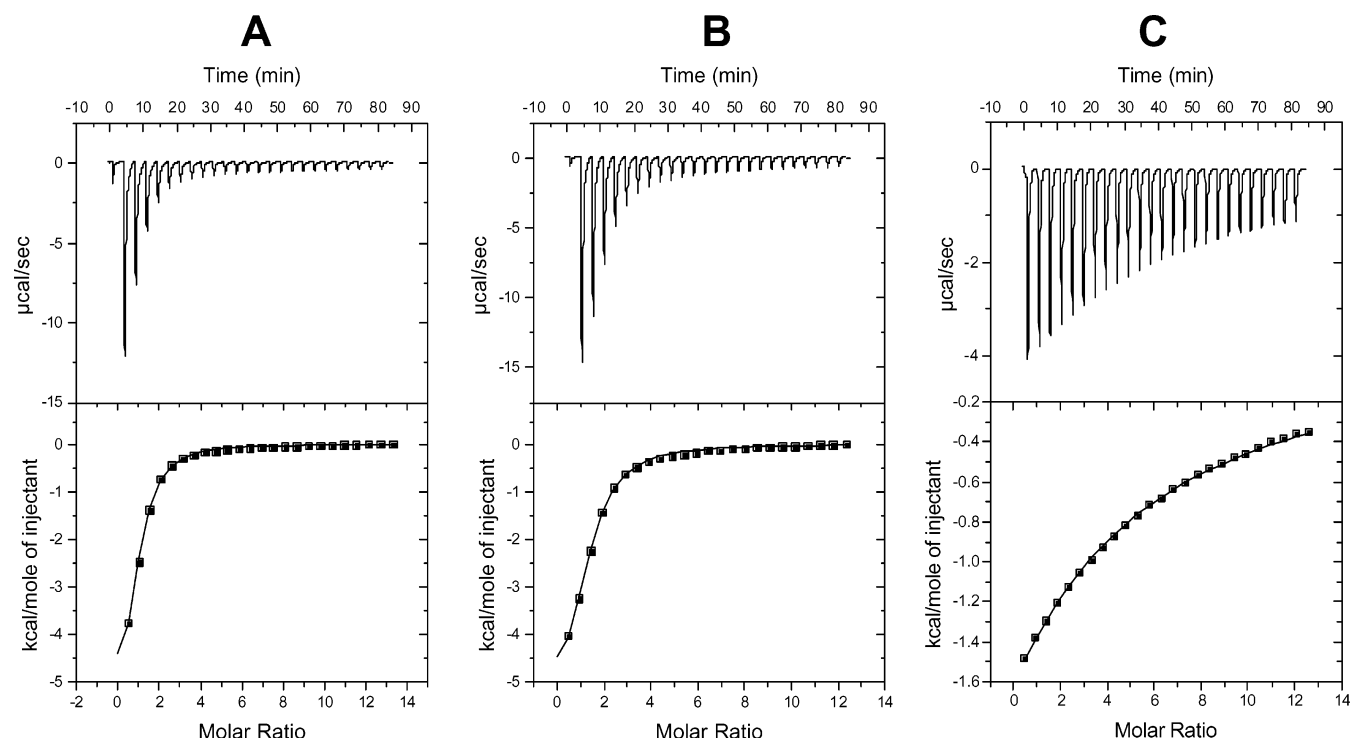 A
B
C
Time (min)
Time (min)
Time (min)
-10 0 10 20 30 40 50 60 70 80 90
-10 0 10 20 30 40 50 60 70 80 90
-10 0 10 20 30 40 50 60 70 80 90
0
-5
-10
-15
µcal/sec
0
-5
-10
-15
µcal/sec
0
-2
-4
µcal/sec
0
-1
-2
-3
-4
-5
kcal/mole of injectant
0
-1
-2
-3
-4
-5
kcal/mole of injectant
-0.2
-0.4
-0.6
-0.8
-1.0
-1.2
-1.4
-1.6
kcal/mole of injectant
0 2 4 6 8 10 12 14
0 2 4 6 8 10 12 14
0 2 4 6 8 10 12 14
Molar Ratio
Molar Ratio
Molar Ratio